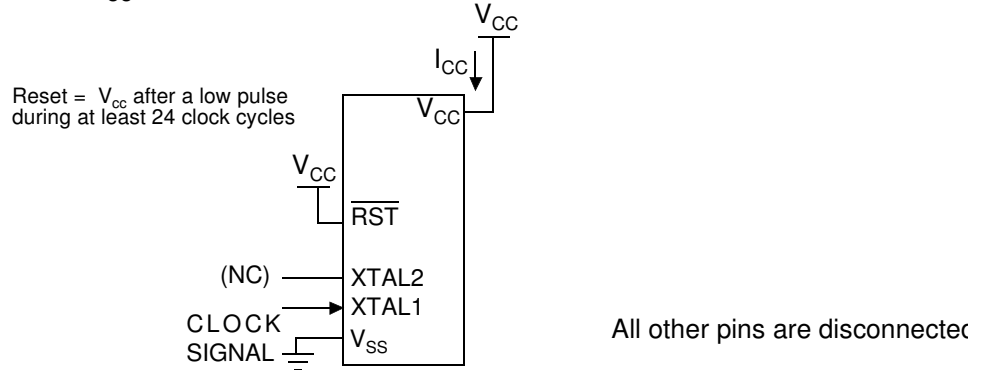 V_CC
I_CC
Reset = V_cc after a low pulse
during at least 24 clock cycles
V_CC
V_CC
RST
(NC)
XTAL2
XTAL1
CLOCK
SIGNAL
V_SS
All other pins are disconnected